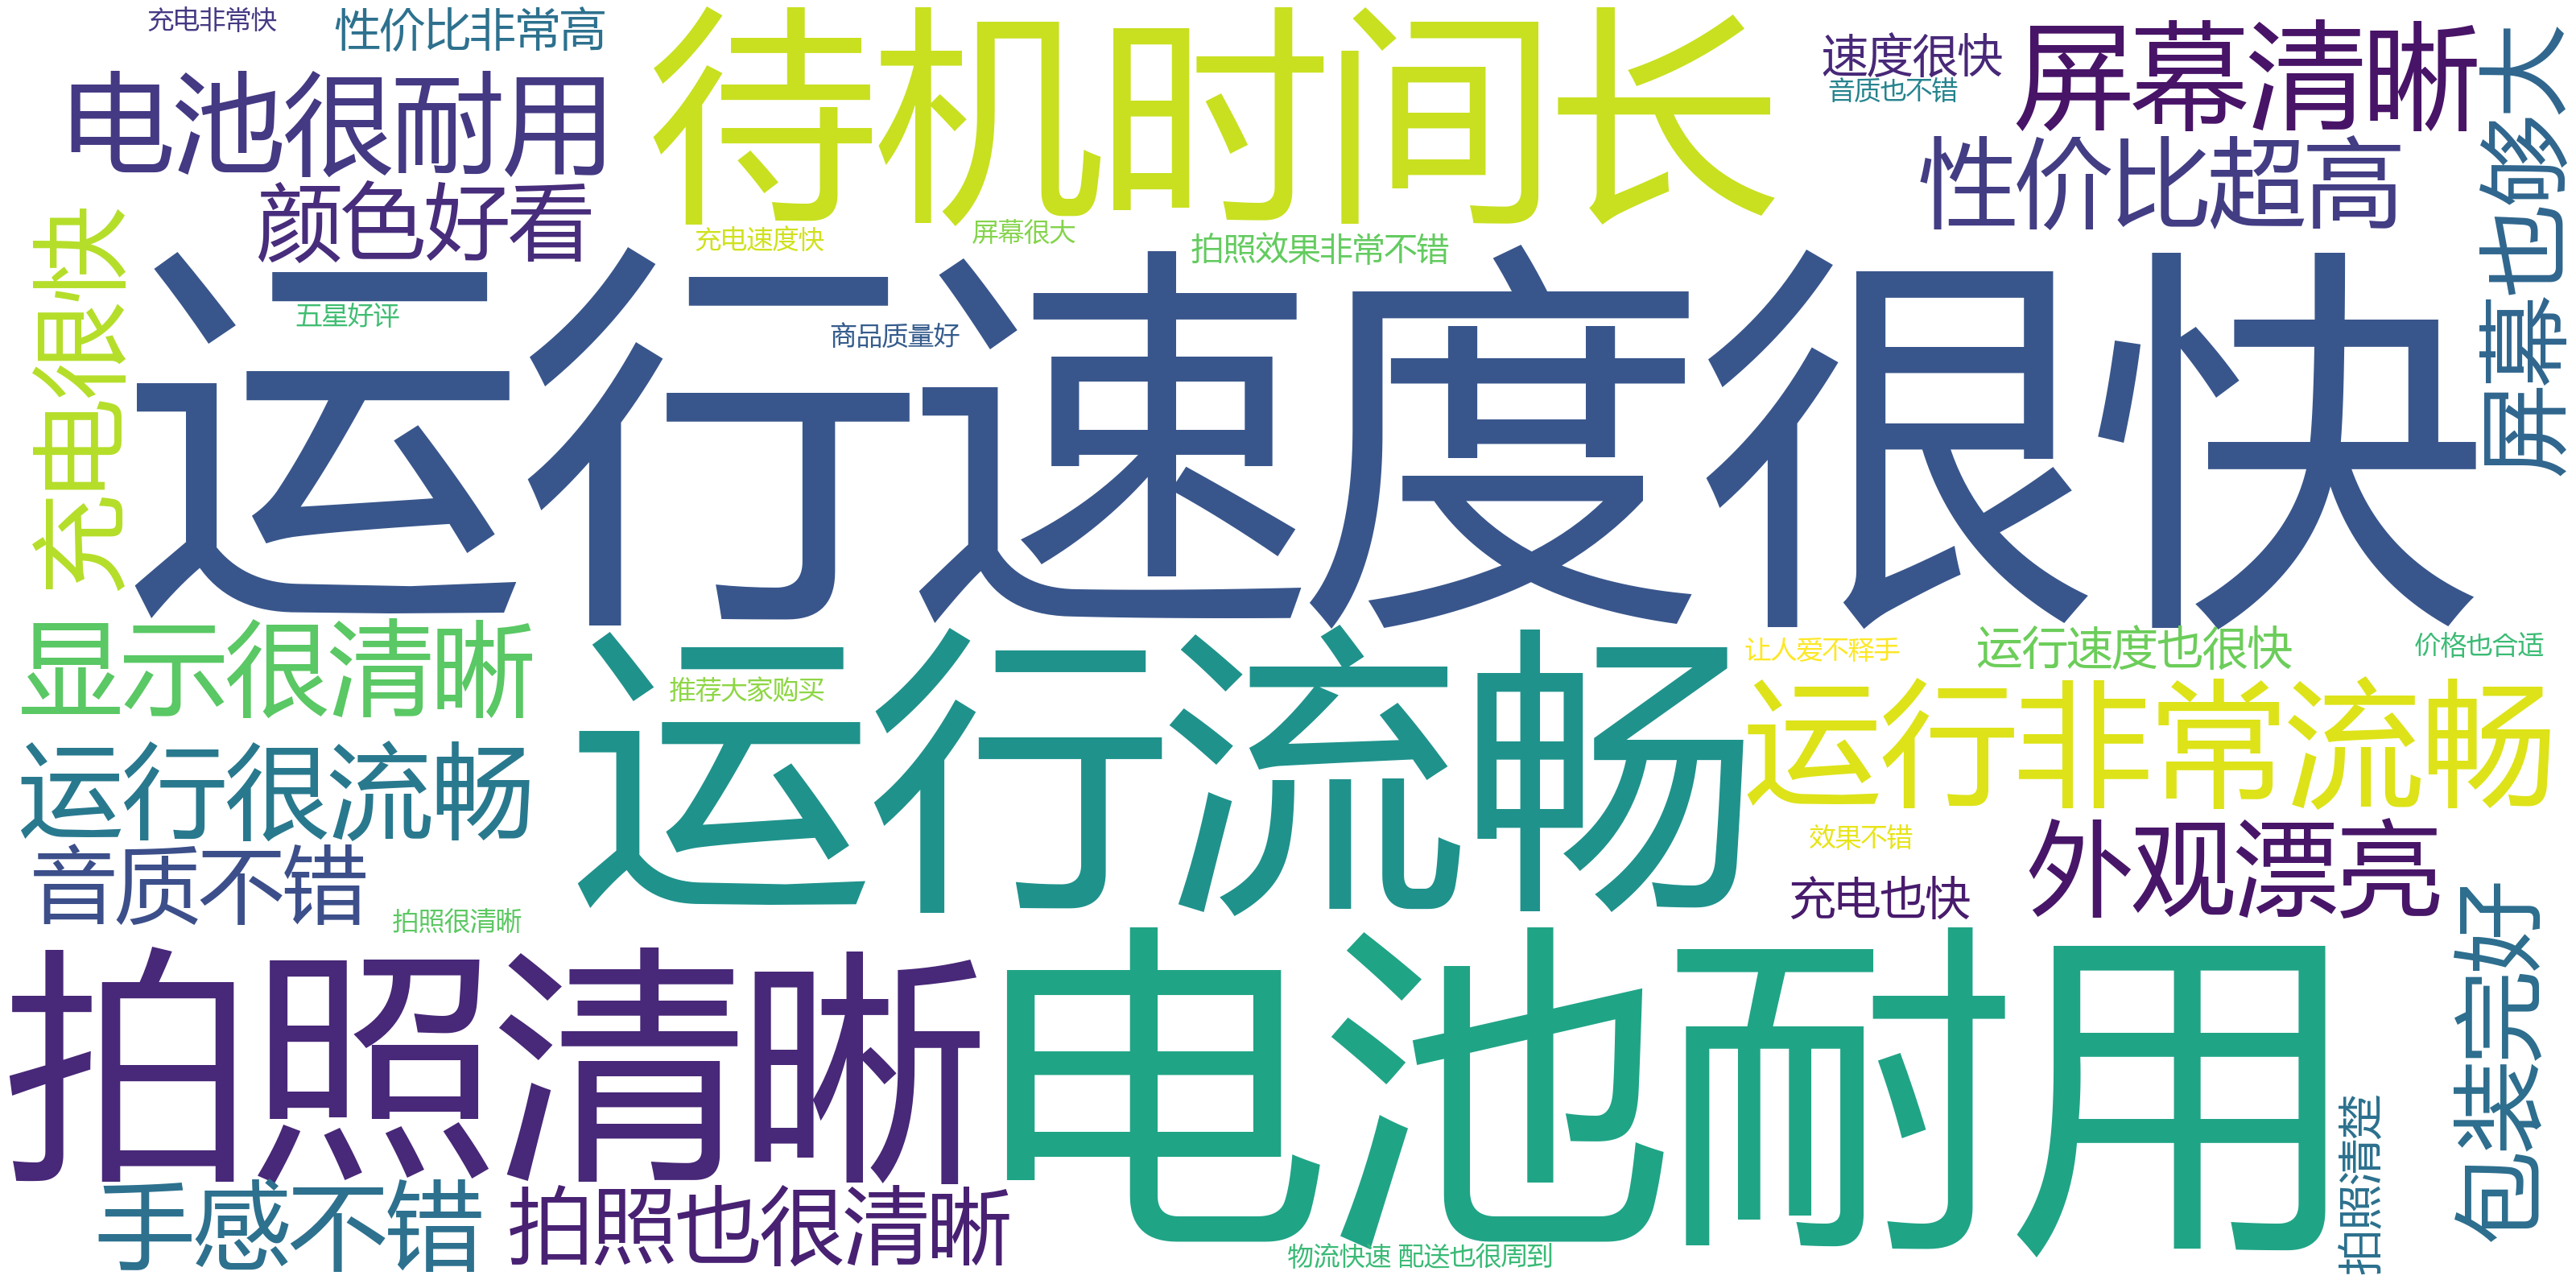 充电非常快
性价比非常高
待机时间长
速度很快
屏幕清晰
屏幕也够大
音质也不错
电池很耐用
性价比超高
颜色好看
充电很快
充电速度快
屏幕很大
拍照效果非常不错
运行速度很快
五星好评
商品质量好
显示很清晰
运行流畅
让人爱不释手
运行速度也很快
价格也合适
推荐大家购买
运行非常流畅
运行很流畅
效果不错
外观漂亮
音质不错
充电也快
拍照很清晰
包装完好
拍照清晰
电池耐用
拍照清楚
手感不错
拍照也很清晰
物流快速 配送也很周到